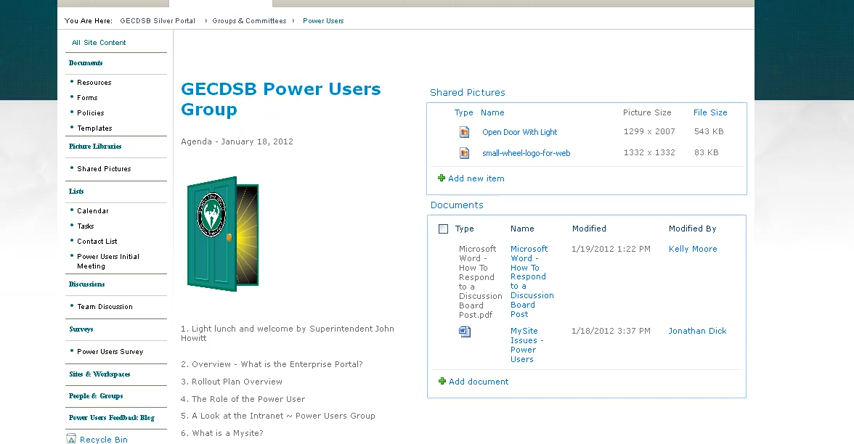 You Are Here: GECDSB Silver Portal › Groups & Committees › Power Users
All Site Content
Documents
Resources
Forms
Policies
Templates
Picture Libraries
Shared Pictures
Lists
Calendar
Tasks
Contact List
Power Users Initial
Meeting
Discussions
Team Discussion
Surveys
Power Users Survey
Sites & Workspaces
People & Groups
Power Users Feedback Blog
Recycle Bin
GECDSB Power Users
Group
Agenda - January 18, 2012
1. Light lunch and welcome by Superintendent John
Howitt
2. Overview - What is the Enterprise Portal?
3. Rollout Plan Overview
4. The Role of the Power User
5. A Look at the Intranet ~ Power Users Group
6. What is a Mysite?
Shared Pictures
Type Name Picture Size File Size
Open Door With Light 1299 x 2007 543 KB
small-wheel-logo-for-web 1332 x 1332 83 KB
Add new item
Documents
Type Name Modified Modified By
Microsoft Microsoft 1/19/2012 1:22 PM Kelly Moore
Word - Word -
How To How To
Respond Respond
to a to a
Discussion Discussion
Board Board
Post.pdf Post
MySite 1/18/2012 3:37 PM Jonathan Dick
Issues -
Power
Users
Add document